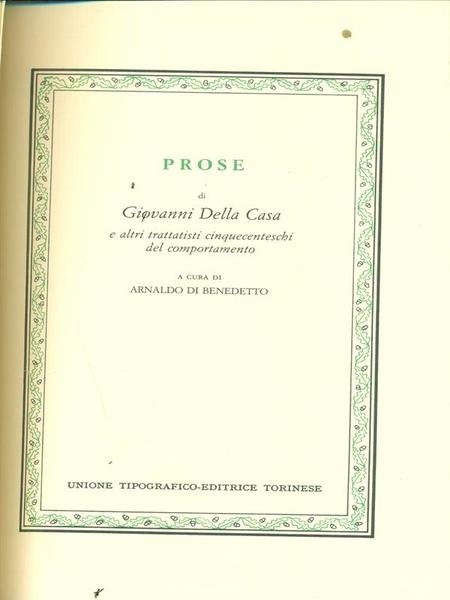 PROSE
di
Giovanni Della Casa
e altri trattatisti cinquecenteschi
del comportamento
A CURA DI
ARNALDO DI BENEDETTO
UNIONE TIPOGRAFICO-EDITRICE TORINESE